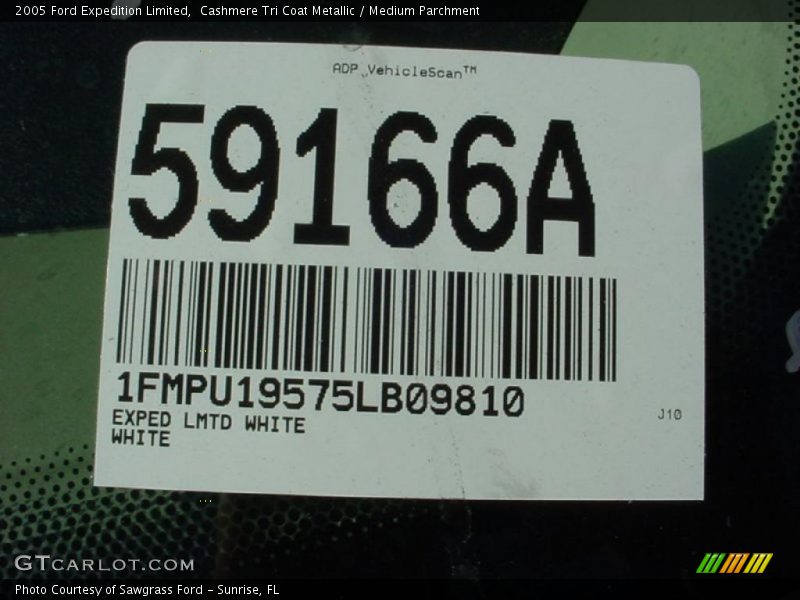 2005 Ford Expedition Limited,  Cashmere Tri Coat Metallic / Medium Parchment
ADP VehicleScan™
59166A
1FMPU19575LB09810
EXPED LMTD WHITE
WHITE
J10
GTCARLOT.COM
Photo Courtesy of Sawgrass Ford - Sunrise, FL